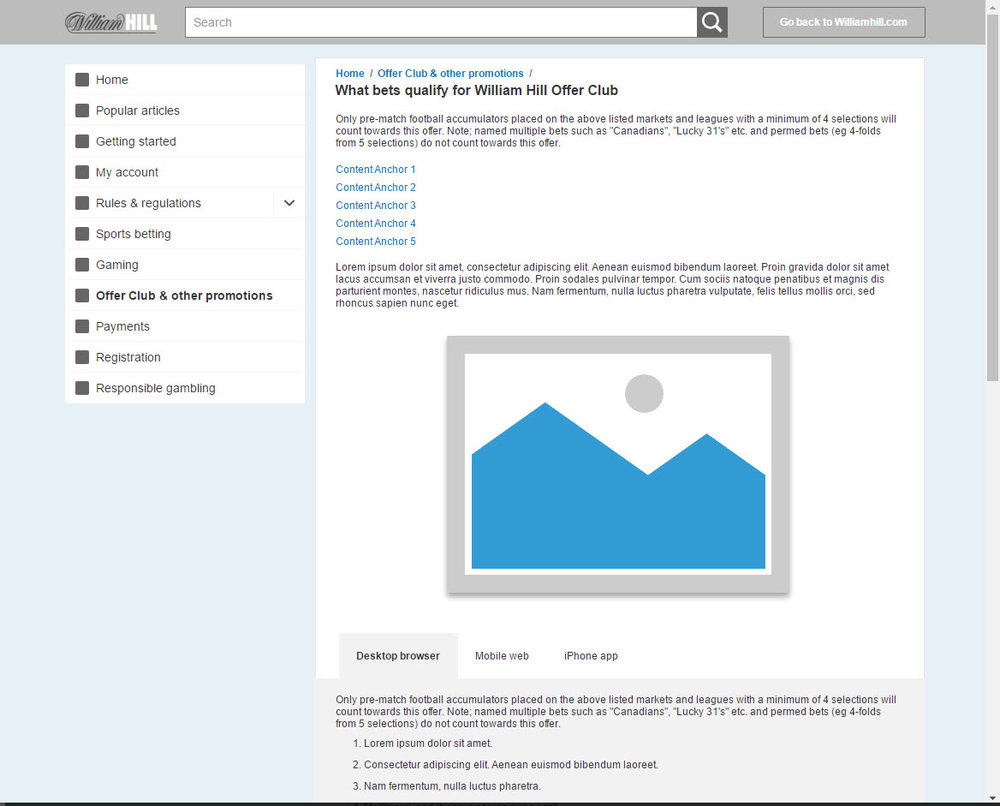 William HILL
Search
Go back to Williamhill.com
Home
Popular articles
Getting started
My account
Rules & regulations
Sports betting
Gaming
Offer Club & other promotions
Payments
Registration
Responsible gambling
Home / Offer Club & other promotions /
What bets qualify for William Hill Offer Club
Only pre-match football accumulators placed on the above listed markets and leagues with a minimum of 4 selections will
count towards this offer. Note; named multiple bets such as "Canadians", "Lucky 31's" etc. and permed bets (eg 4-folds
from 5 selections) do not count towards this offer.
Content Anchor 1
Content Anchor 2
Content Anchor 3
Content Anchor 4
Content Anchor 5
Lorem ipsum dolor sit amet, consectetur adipiscing elit. Aenean euismod bibendum laoreet. Proin gravida dolor sit amet
lacus accumsan et viverra justo commodo. Proin sodales pulvinar tempor. Cum sociis natoque penatibus et magnis dis
parturient montes, nascetur ridiculus mus. Nam fermentum, nulla luctus pharetra vulputate, felis tellus mollis orci, sed
rhoncus sapien nunc eget.
Desktop browser
Mobile web
iPhone app
Only pre-match football accumulators placed on the above listed markets and leagues with a minimum of 4 selections will
count towards this offer. Note; named multiple bets such as "Canadians", "Lucky 31's" etc. and permed bets (eg 4-folds
from 5 selections) do not count towards this offer.
1. Lorem ipsum dolor sit amet.
2. Consectetur adipiscing elit. Aenean euismod bibendum laoreet.
3. Nam fermentum, nulla luctus pharetra.